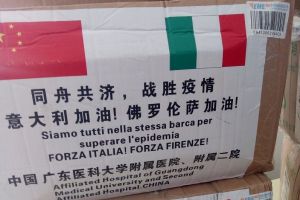 同舟共济，战胜疫情
意大利加油！佛罗伦萨加油！
Siamo tutti nella stessa barca per
superare l'epidemia
FORZA ITALIA! FORZA FIRENZE!
中国广东医科大学附属医院、附属二院
Affiliated Hospital of Guangdong
Medical University and Second
Affiliated Hospital CHINA